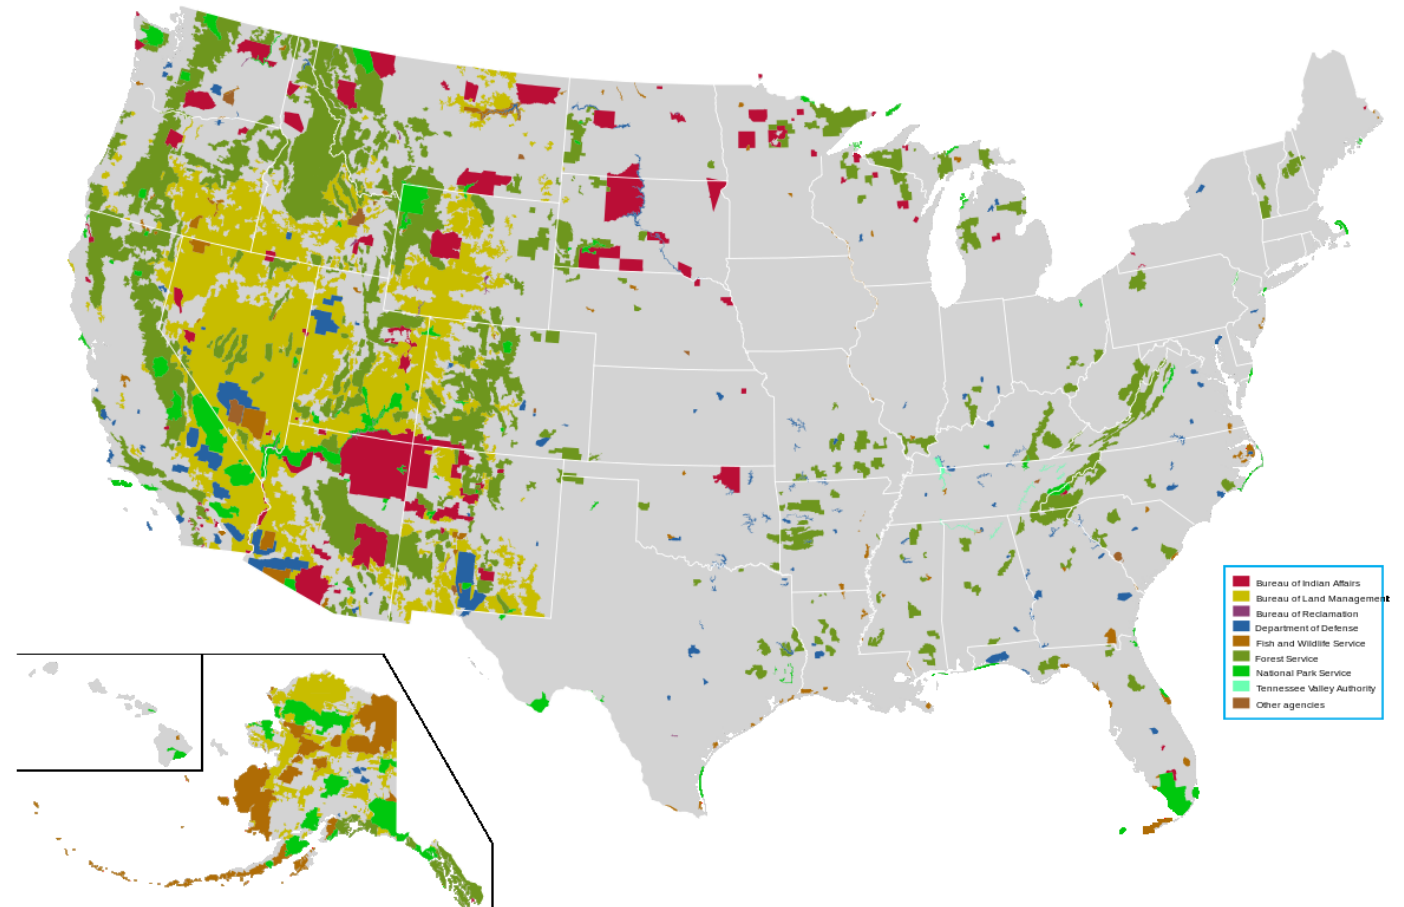 Bureau of Indian Affairs
Bureau of Land Management
Bureau of Reclamation
Department of Defense
Fish and Wildlife Service
Forest Service
National Park Service
Tennessee Valley Authority
Other agencies